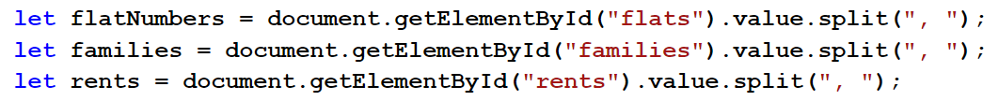 let flatNumbers = document.getElementById("flats").value.split(", ");
let families = document.getElementById("families").value.split(", ");
let rents = document.getElementById("rents").value.split(", ");